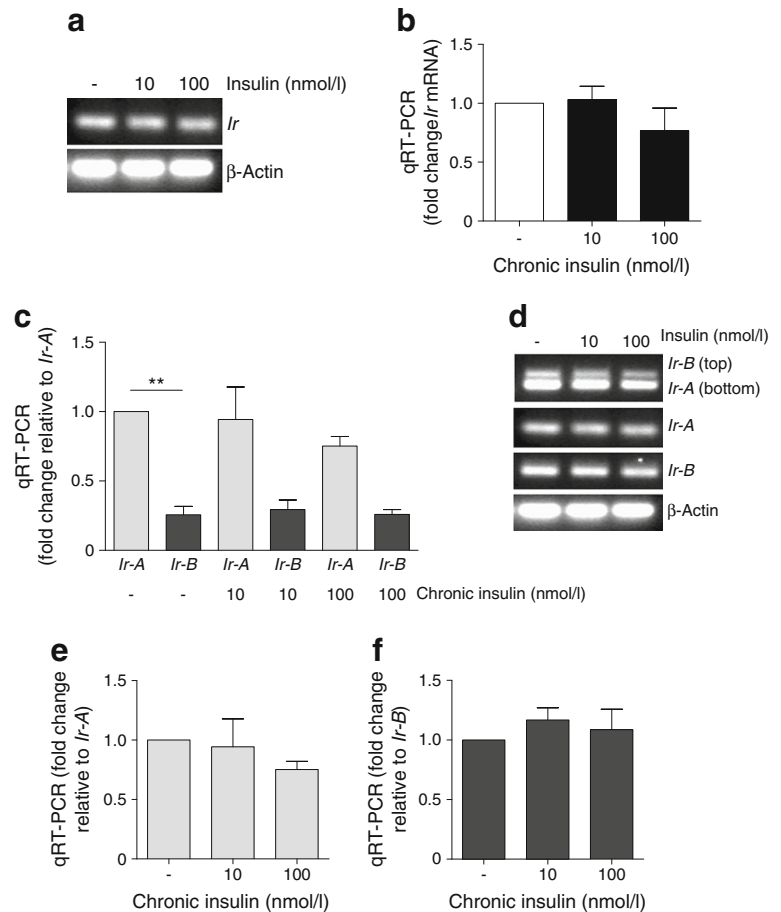 a
- 10 100 Insulin (nmol/l)
Ir
β-Actin
b
qRT-PCR
(fold change Ir mRNA)
1.5
1.0
0.5
0
- 10 100
Chronic insulin (nmol/l)
c
qRT-PCR
(fold change relative to Ir-A)
1.5
1.0
0.5
0
**
Ir-A Ir-B Ir-A Ir-B Ir-A Ir-B
- - 10 10 100 100 Chronic insulin (nmol/l)
d
- 10 100 Insulin (nmol/l)
Ir-B (top)
Ir-A (bottom)
Ir-A
Ir-B
β-Actin
e
qRT-PCR (fold change
relative to Ir-A)
1.5
1.0
0.5
0
- 10 100
Chronic insulin (nmol/l)
f
qRT-PCR (fold change
relative to Ir-B)
1.5
1.0
0.5
0
- 10 100
Chronic insulin (nmol/l)